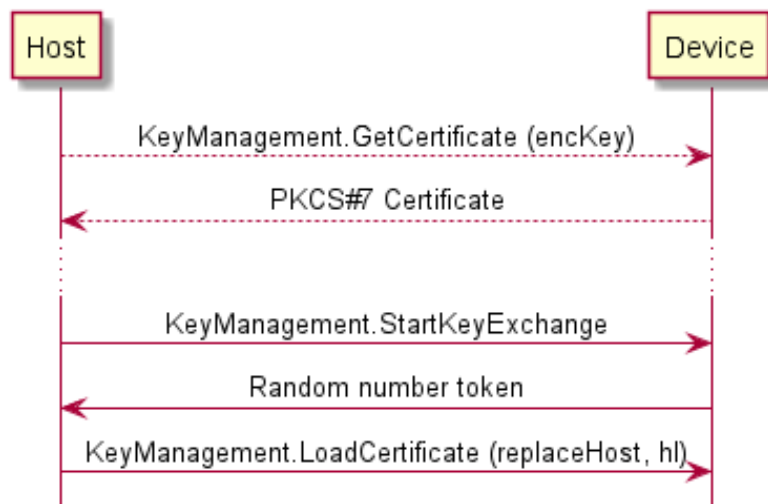 Host
Device
KeyManagement.GetCertificate (encKey)
PKCS#7 Certificate
KeyManagement.StartKeyExchange
Random number token
KeyManagement.LoadCertificate (replaceHost, hl)